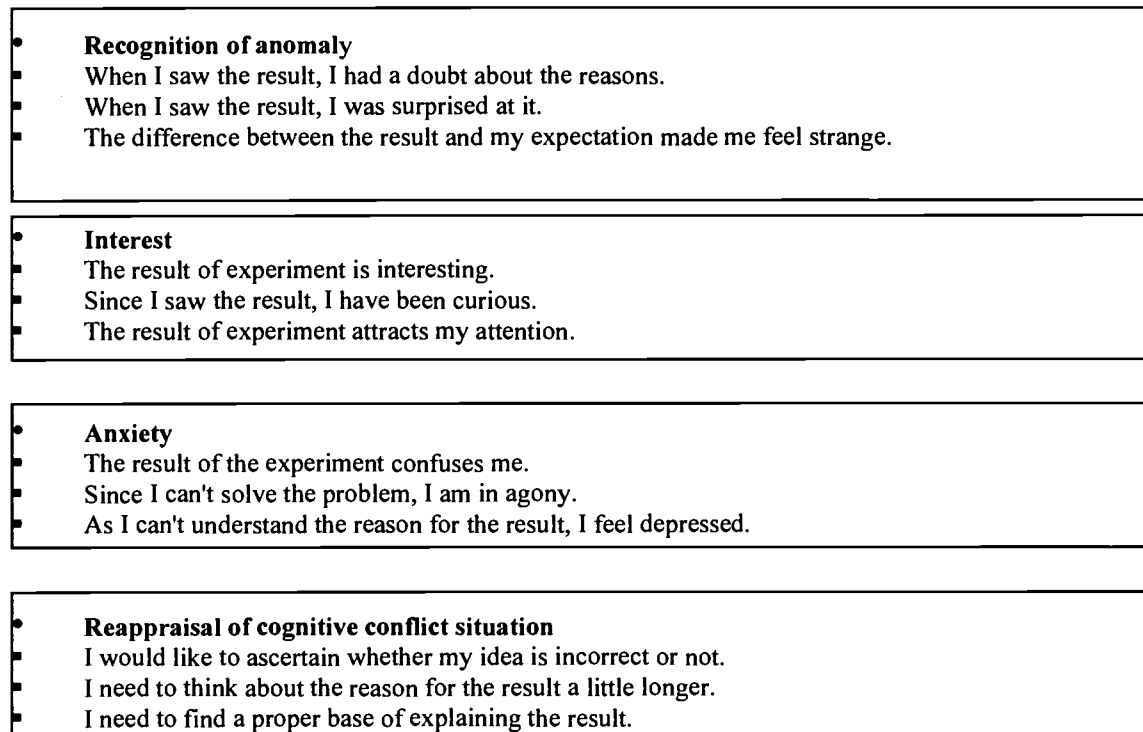 • Recognition of anomaly
▪ When I saw the result, I had a doubt about the reasons.
▪ When I saw the result, I was surprised at it.
▪ The difference between the result and my expectation made me feel strange.
• Interest
▪ The result of experiment is interesting.
▪ Since I saw the result, I have been curious.
▪ The result of experiment attracts my attention.
• Anxiety
▪ The result of the experiment confuses me.
▪ Since I can't solve the problem, I am in agony.
▪ As I can't understand the reason for the result, I feel depressed.
• Reappraisal of cognitive conflict situation
▪ I would like to ascertain whether my idea is incorrect or not.
▪ I need to think about the reason for the result a little longer.
▪ I need to find a proper base of explaining the result.